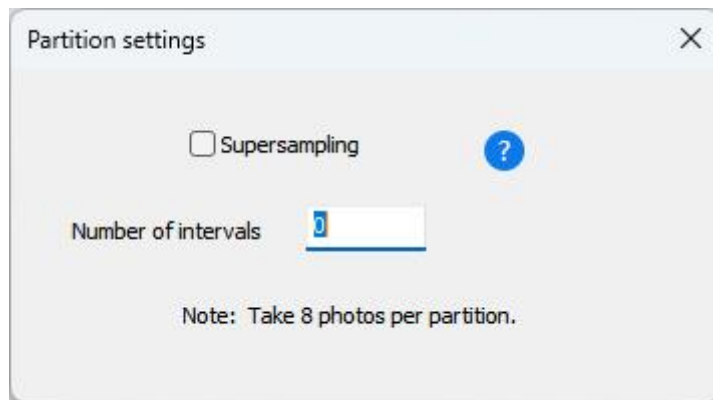 Partition settings
Supersampling
?
Number of intervals
0
Note: Take 8 photos per partition.